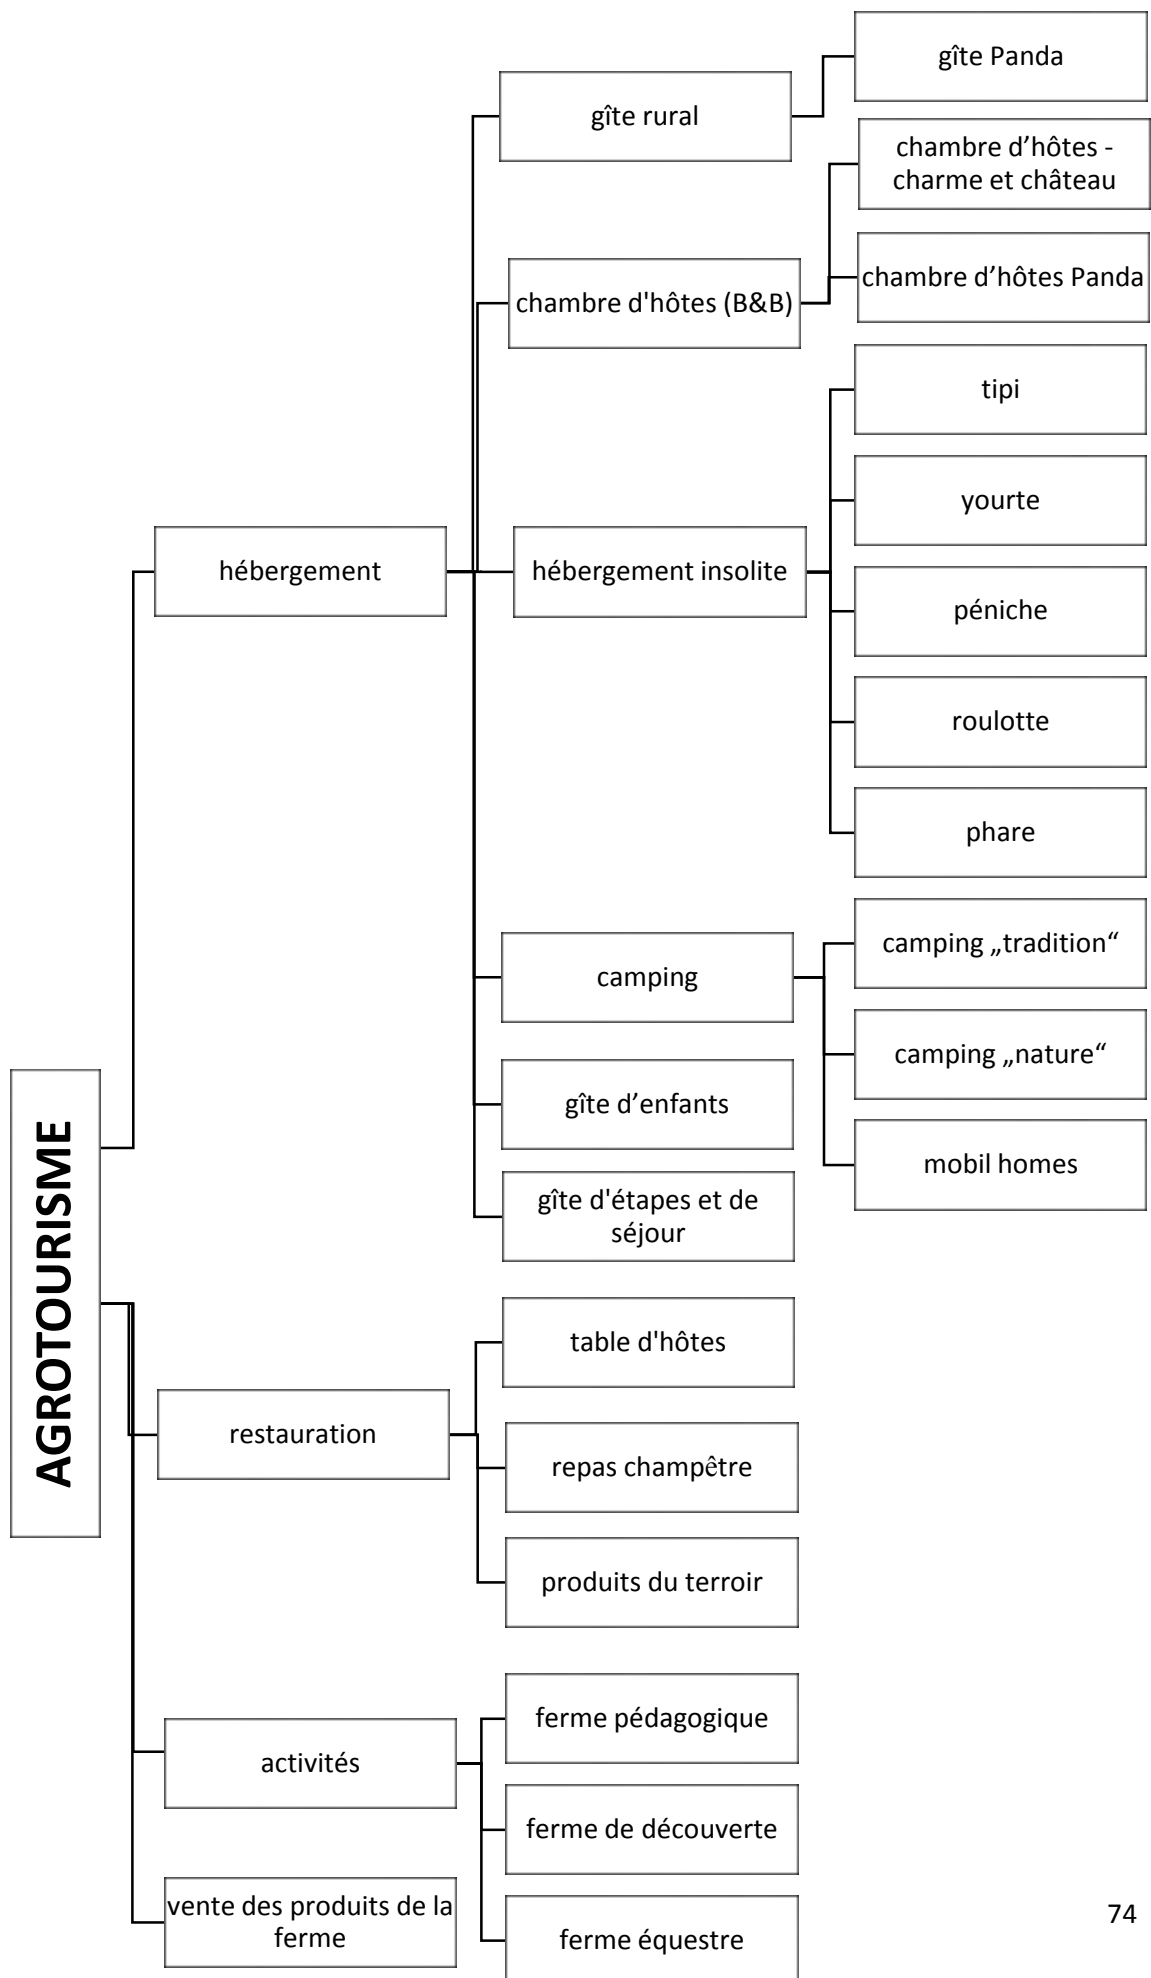 AGROTOURISME
hébergement
gîte rural
gîte Panda
chambre d'hôtes (B&B)
chambre d’hôtes -
charme et château
chambre d’hôtes Panda
hébergement insolite
tipi
yourte
péniche
roulotte
phare
camping
camping „tradition“
camping „nature“
mobil homes
gîte d’enfants
gîte d'étapes et de
séjour
restauration
table d'hôtes
repas champêtre
produits du terroir
activités
ferme pédagogique
ferme de découverte
ferme équestre
vente des produits de la
ferme
74